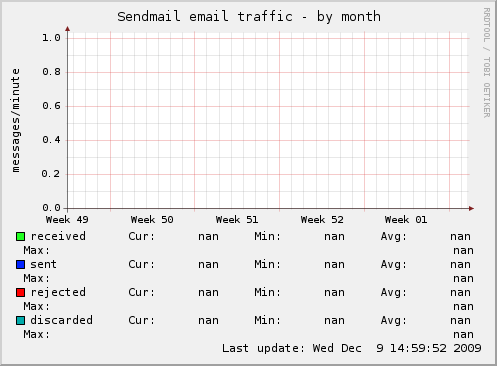 Sendmail email traffic - by month
RRDTOOL / TOBI OETIKER
messages/minute
1.0
0.8
0.6
0.4
0.2
0.0
Week 49 Week 50 Week 51 Week 52 Week 01
received Cur: nan Min: nan Avg: nan
Max: nan
sent Cur: nan Min: nan Avg: nan
Max: nan
rejected Cur: nan Min: nan Avg: nan
Max: nan
discarded Cur: nan Min: nan Avg: nan
Max: nan
Last update: Wed Dec 9 14:59:52 2009